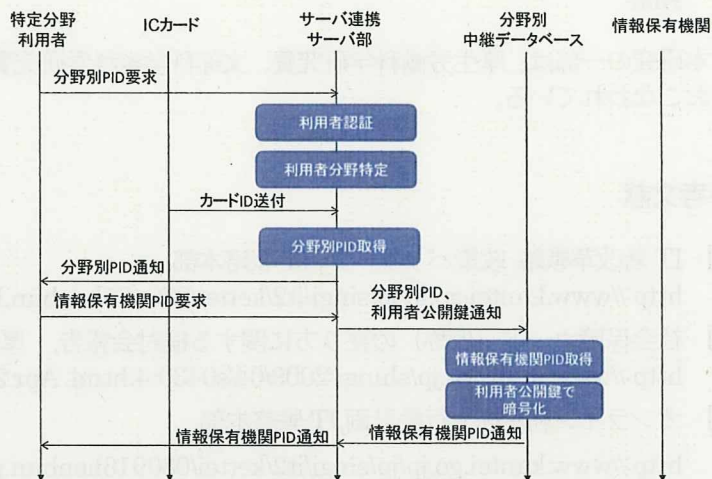 特定分野
利用者
ICカード
サーバ連携
サーバ部
分野別
中継データベース
情報保有機関
分野別PID要求
利用者認証
利用者分野特定
カードID送付
分野別PID取得
分野別PID通知
情報保有機関PID要求
分野別PID、
利用者公開鍵通知
情報保有機関PID取得
利用者公開鍵で
暗号化
情報保有機関PID通知
情報保有機関PID通知